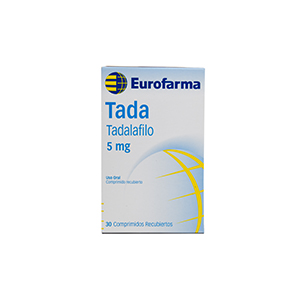 Eurofarma
Tada
Tadalafilo
5 mg
Uso Oral
Comprimido recubierto
30 Comprimidos Recubiertos